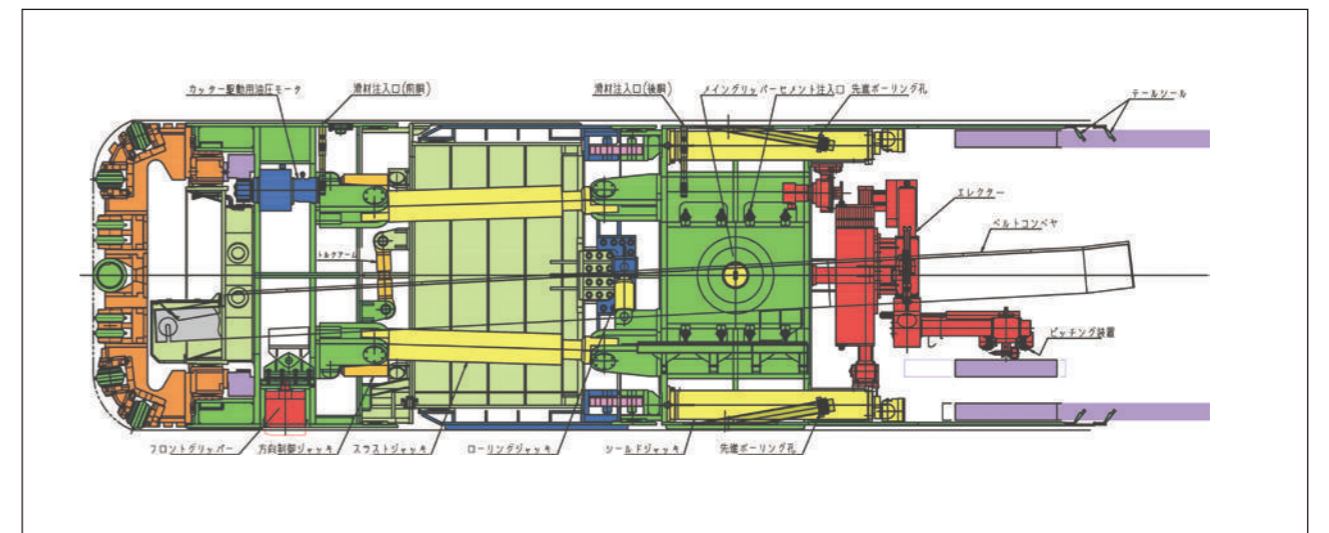 カッター駆動用油圧モータ
滑材注入口(前胴)
滑材注入口(後胴)
メイングリッパー
セメント注入口
先進ボーリング孔
テールシール
エレクター
ベルトコンベヤ
トルクアーム
ピッチング装置
フロントグリッパー
方向制御ジャッキ
スラストジャッキ
ローリングジャッキ
シールドジャッキ
先進ボーリング孔